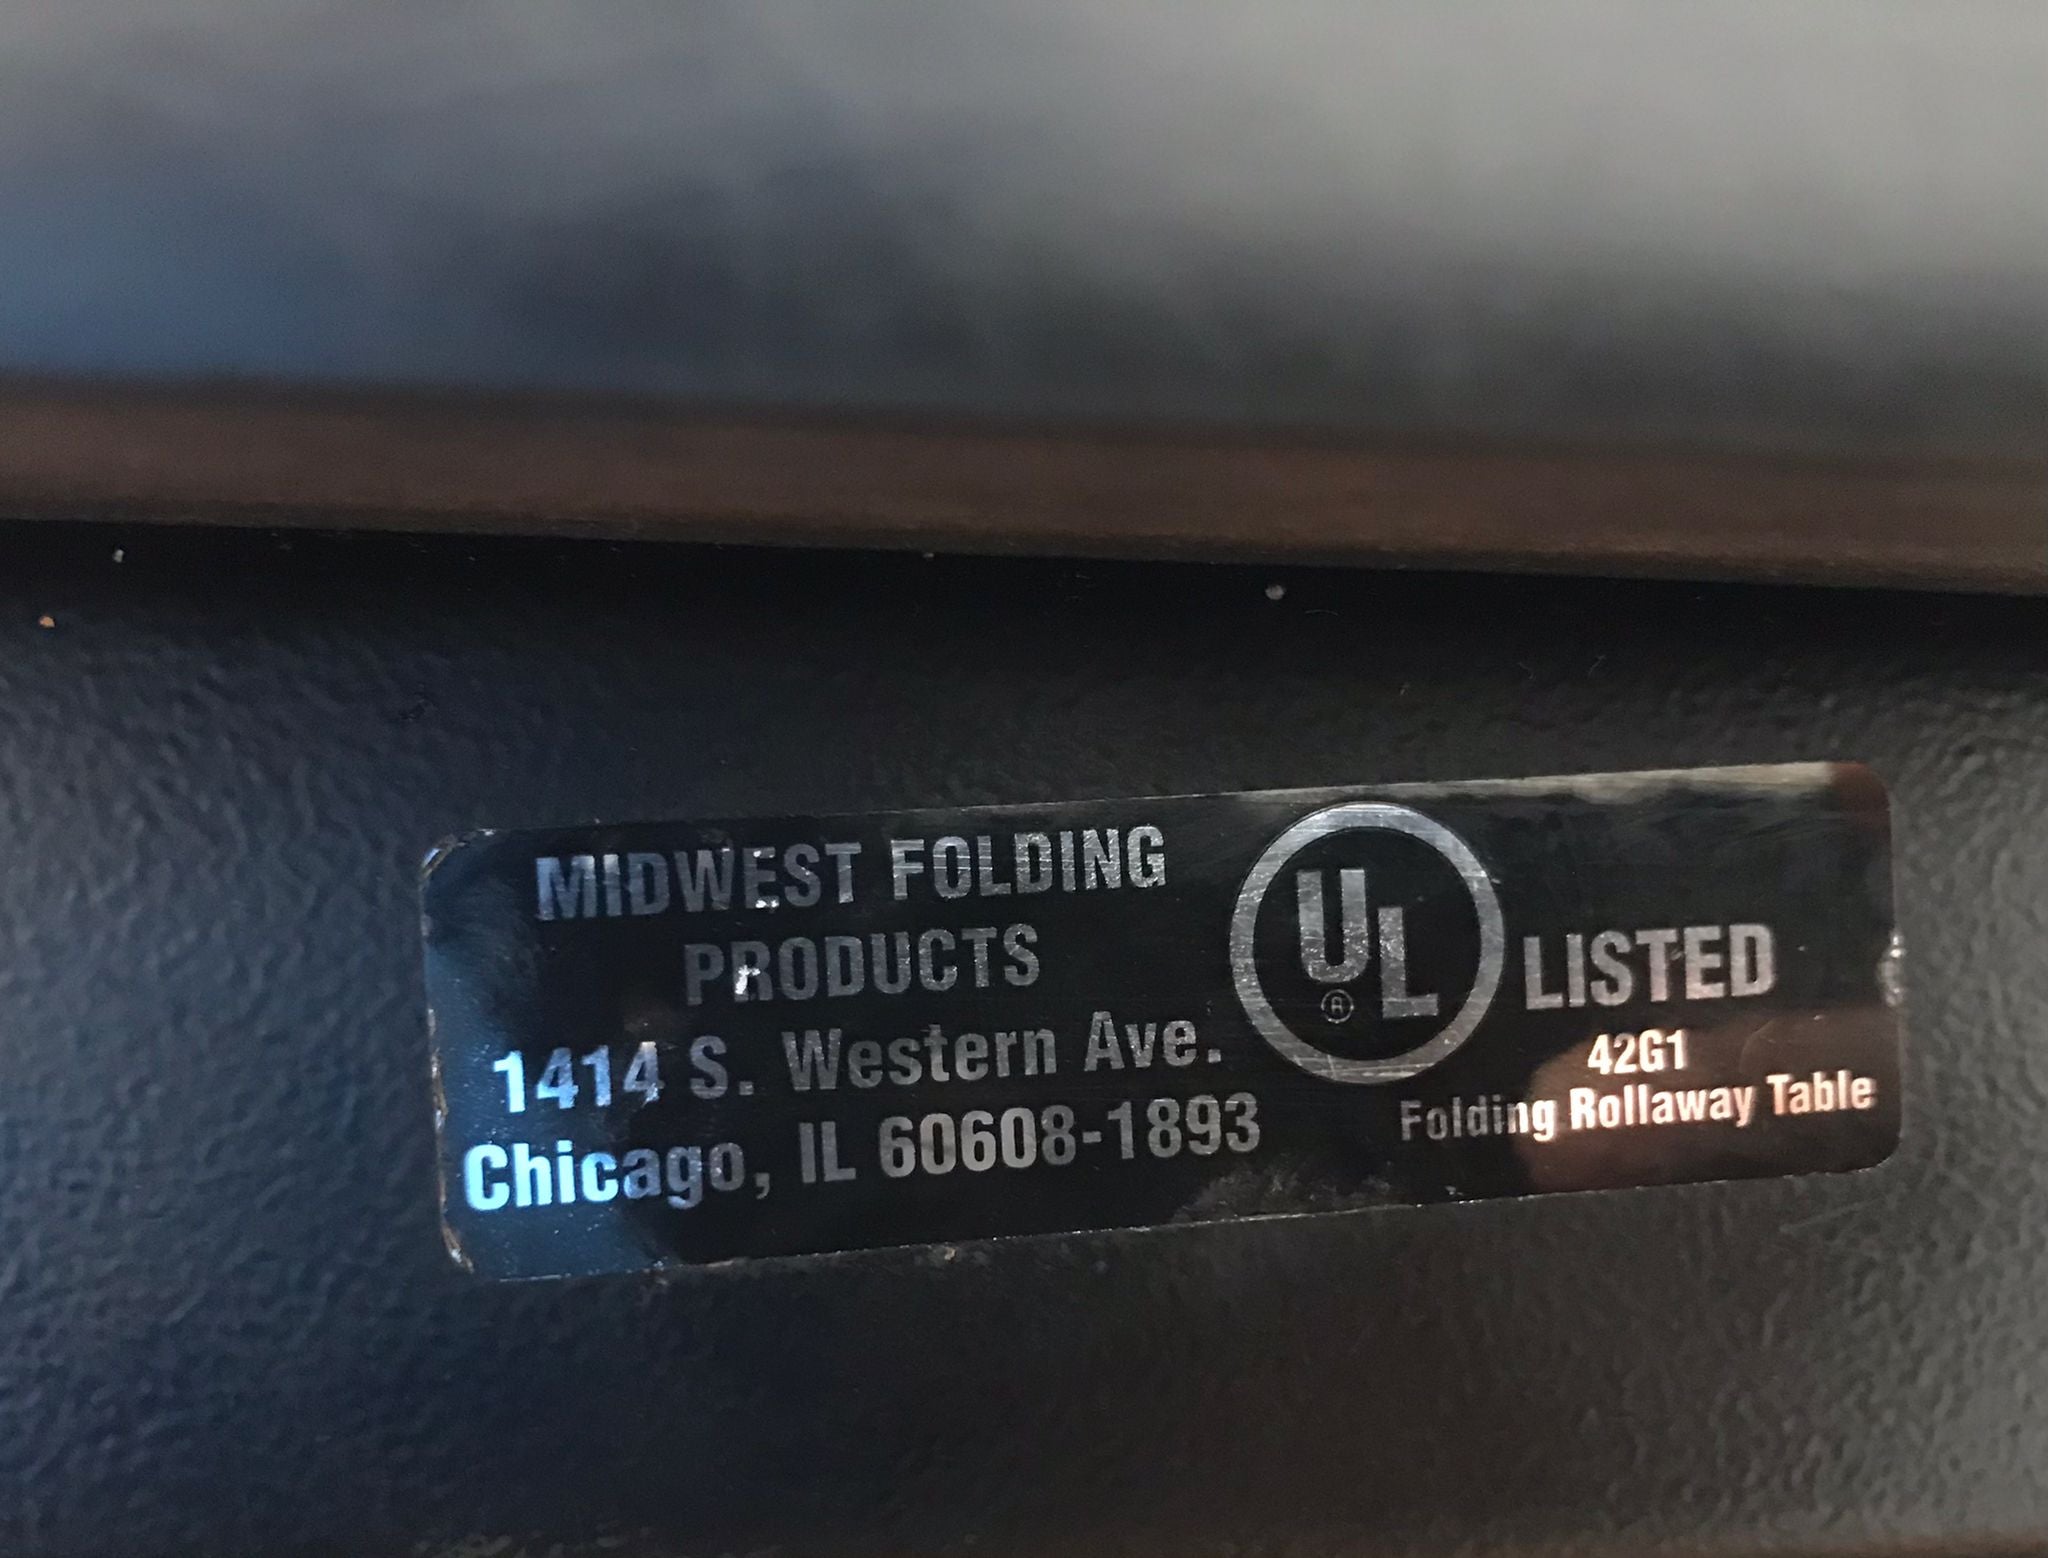 MIDWEST FOLDING
PRODUCTS
1414 S. Western Ave.
Chicago, IL 60608-1893
UL
®
LISTED
42G1
Folding Rollaway Table